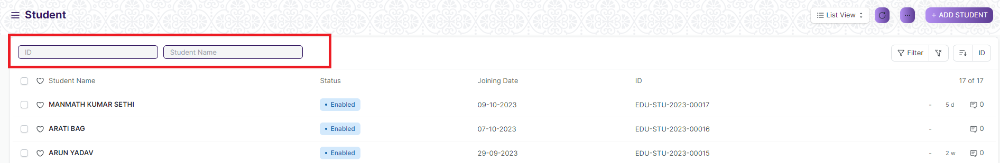 Student
List View
+ ADD STUDENT
ID
Student Name
Filter
ID
Student Name Status Joining Date ID 17 of 17
MANMATH KUMAR SETHI • Enabled 09-10-2023 EDU-STU-2023-00017 - 5 d 0
ARATI BAG • Enabled 07-10-2023 EDU-STU-2023-00016 - 0
ARUN YADAV • Enabled 29-09-2023 EDU-STU-2023-00015 - 2 w 0